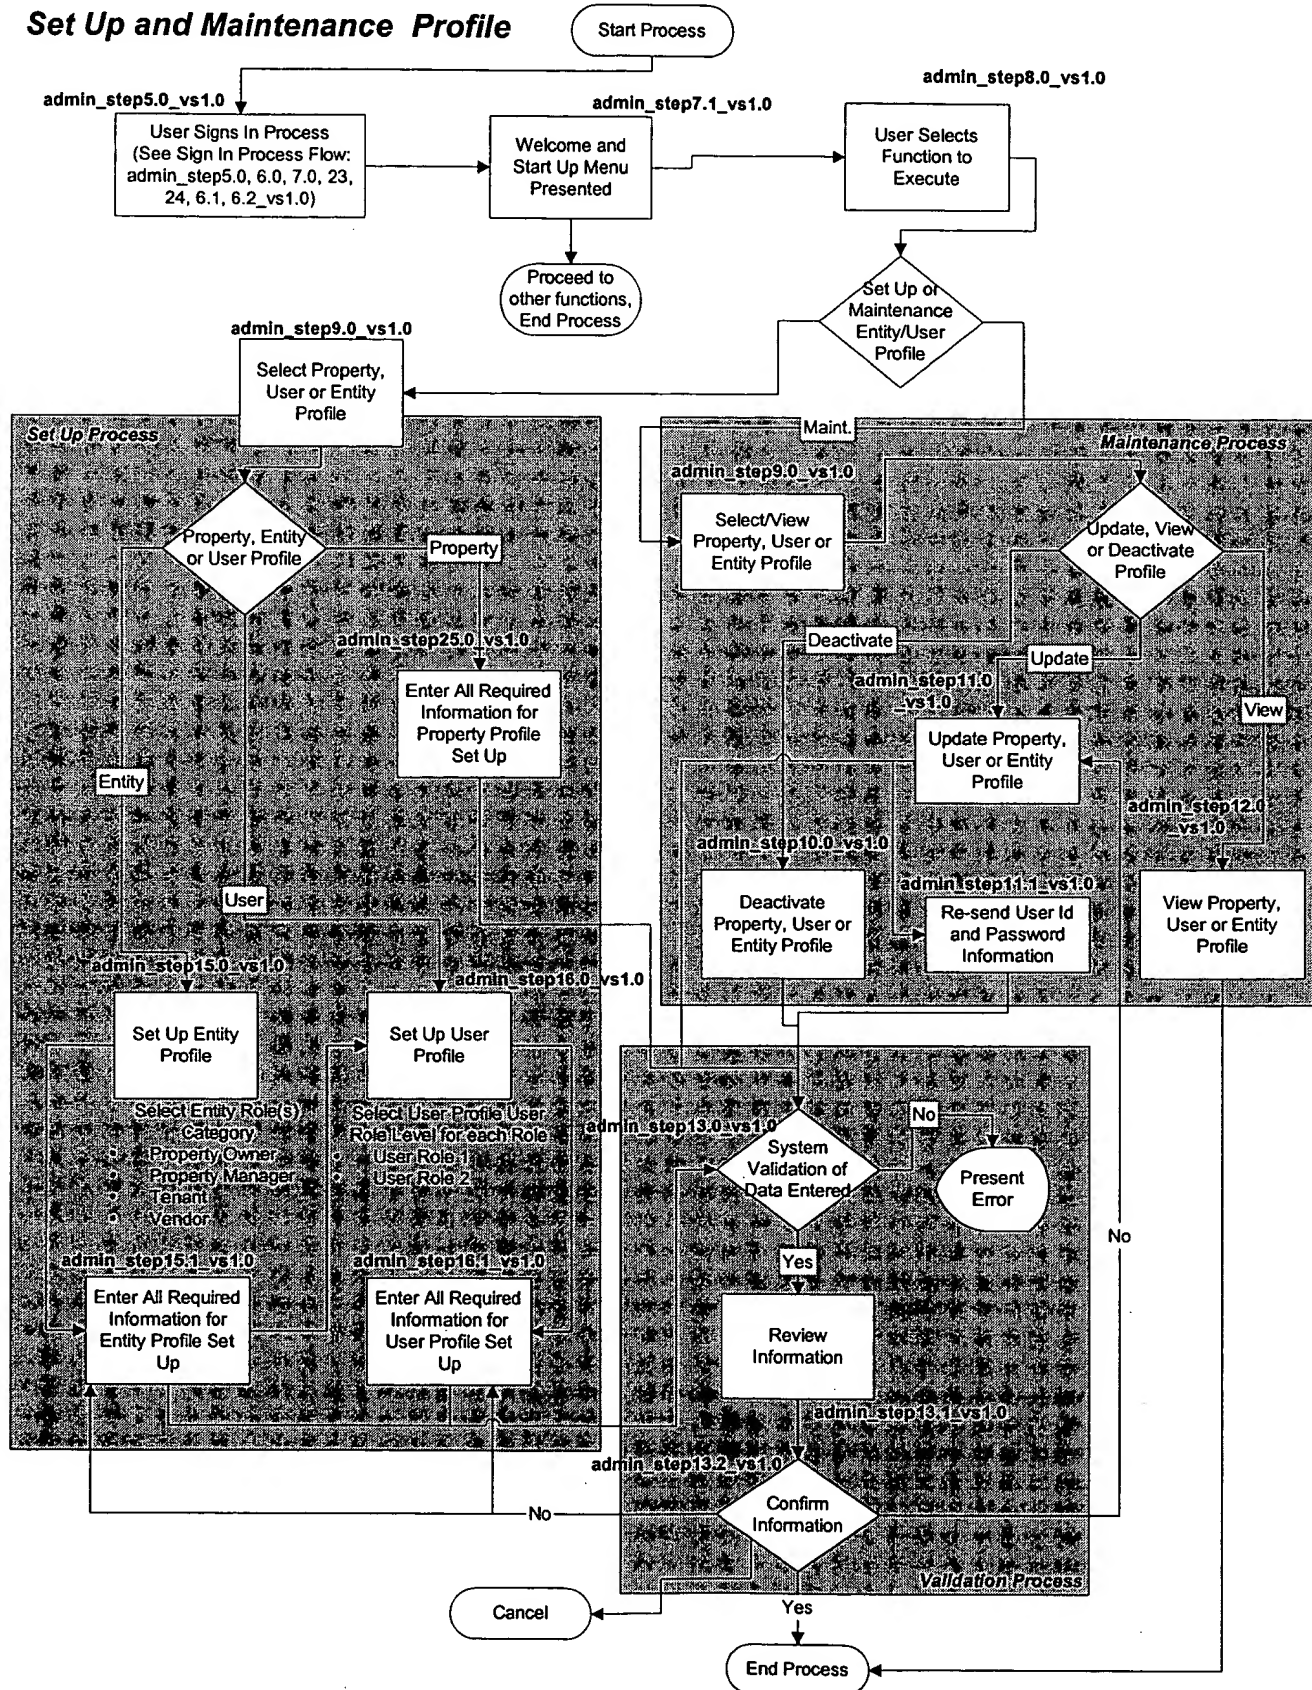 Set Up and Maintenance Profile
Start Process
admin_step5.0_vs1.0
User Signs In Process
(See Sign In Process Flow:
admin_step5.0, 6.0, 7.0, 23,
24, 6.1, 6.2_vs1.0)
admin_step7.1_vs1.0
Welcome and
Start Up Menu
Presented
admin_step8.0_vs1.0
User Selects
Function to
Execute
Proceed to
other functions,
End Process
Set Up or
Maintenance
Entity/User
Profile
admin_step9.0_vs1.0
Select Property,
User or Entity
Profile
Set Up Process
Property, Entity
or User Profile
Property
admin_step25.0_vs1.0
Enter All Required
Information for
Property Profile
Set Up
Entity
User
admin_step15.0_vs1.0
Set Up Entity
Profile
Select Entity Role(s)
Category
• Property Owner
• Property Manager
• Tenant
• Vendor
admin_step16.0_vs1.0
Set Up User
Profile
Select User Profile User
Role Level for each Role
• User Role 1
• User Role 2
admin_step15.1_vs1.0
Enter All Required
Information for
Entity Profile Set
Up
admin_step16.1_vs1.0
Enter All Required
Information for
User Profile Set
Up
Maint.
Maintenance Process
admin_step9.0_vs1.0
Select/View
Property, User or
Entity Profile
Update, View
or Deactivate
Profile
Deactivate
Update
View
admin_step11.0
_vs1.0
Update Property,
User or Entity
Profile
admin_step12.0
_vs1.0
View Property,
User or Entity
Profile
admin_step10.0_vs1.0
Deactivate
Property, User or
Entity Profile
admin_step11.1_vs1.0
Re-send User Id
and Password
Information
admin_step13.0_vs1.0
System
Validation of
Data Entered
No
Present
Error
Yes
Review
Information
admin_step13.1_vs1.0
admin_step13.2_vs1.0
Confirm
Information
No
No
Validation Process
Cancel
Yes
End Process